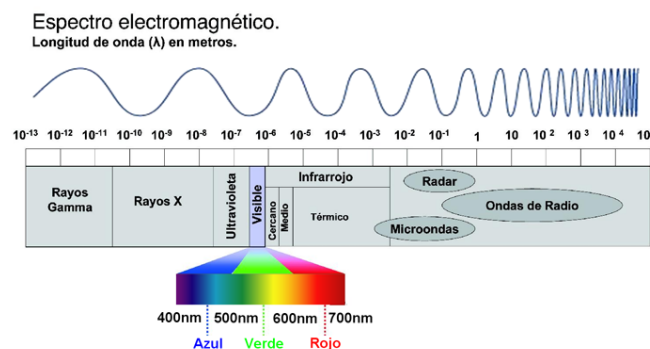 Espectro electromagnético.
Longitud de onda (λ) en metros.
10-13 10-12 10-11 10-10 10-9 10-8 10-7 10-6 10-5 10-4 10-3 10-2 10-1 1 10 10 2 10 3 10 4 10
Rayos Gamma
Rayos X
Ultravioleta
Visible
Infrarrojo
Cercano
Medio
Térmico
Radar
Ondas de Radio
Microondas
400nm 500nm 600nm 700nm
Azul Verde Rojo